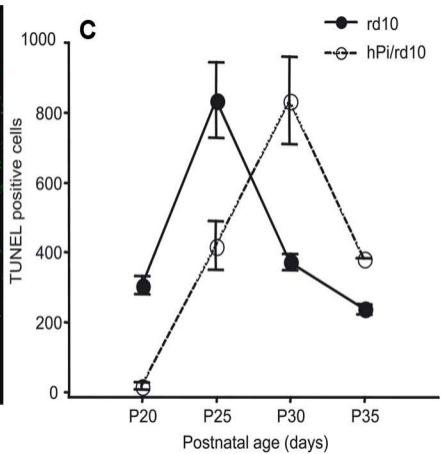 C
rd10
hPi/rd10
1000
800
600
400
200
0
TUNEL positive cells
P20 P25 P30 P35
Postnatal age (days)